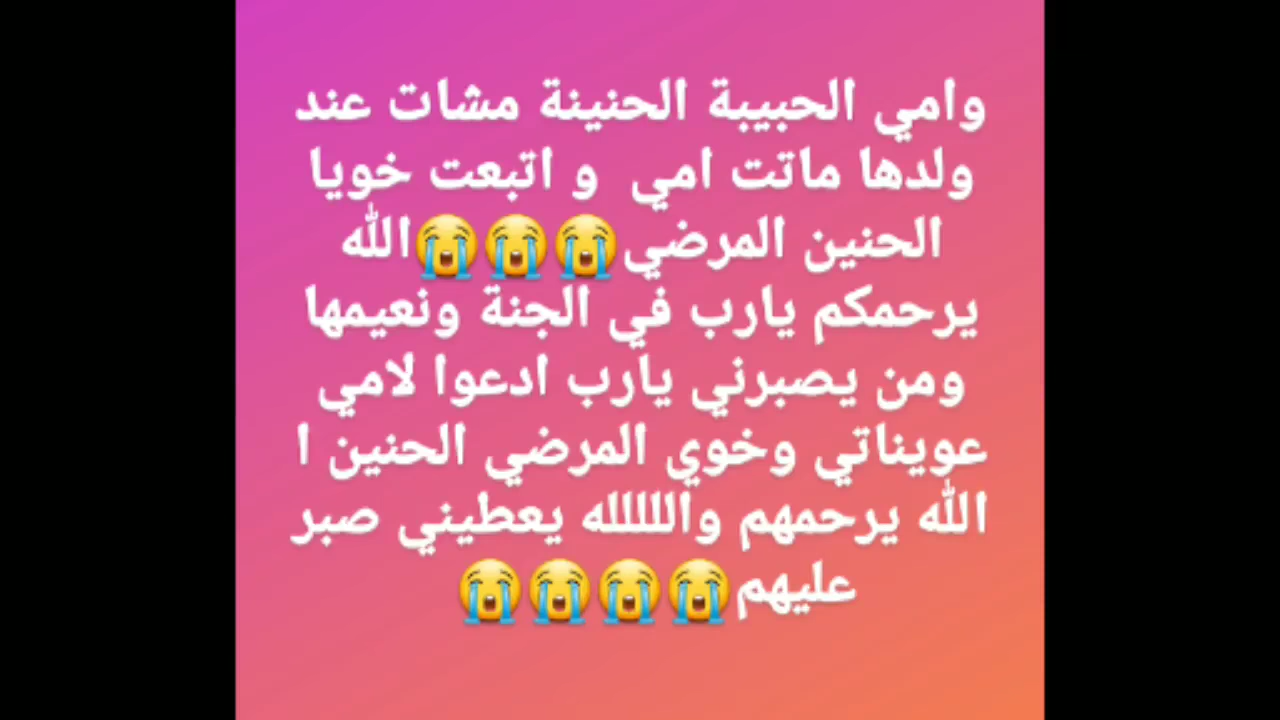 وامي الحبيبة الحنينة مشات عند
ولدها ماتت امي و اتبعت خويا
الحنين المرضي😭😭😭الله
يرحمكم يارب في الجنة ونعيمها
ومن يصبرني يارب ادعوا لامي
عويناتي وخوي المرضي الحنين ا
الله يرحمهم واللللله يعطيني صبر
عليهم😭😭😭😭